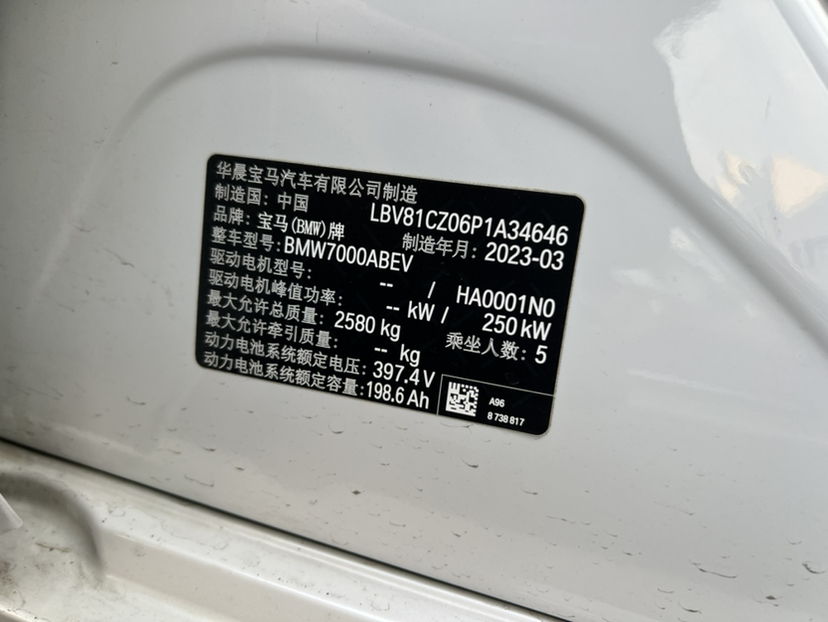 华晨宝马汽车有限公司制造
制造国: 中国 LBV81CZ06P1A34646
品牌: 宝马(BMW)牌 制造年月: 2023-03
整车型号: BMW7000ABEV
驱动电机型号: -- / HA0001N0
驱动电机峰值功率: -- kW / 250 kW
最大允许总质量: 2580 kg 乘坐人数: 5
最大允许牵引质量: -- kg
动力电池系统额定电压: 397.4 V
动力电池系统额定容量: 198.6 Ah
A96
8 738 817